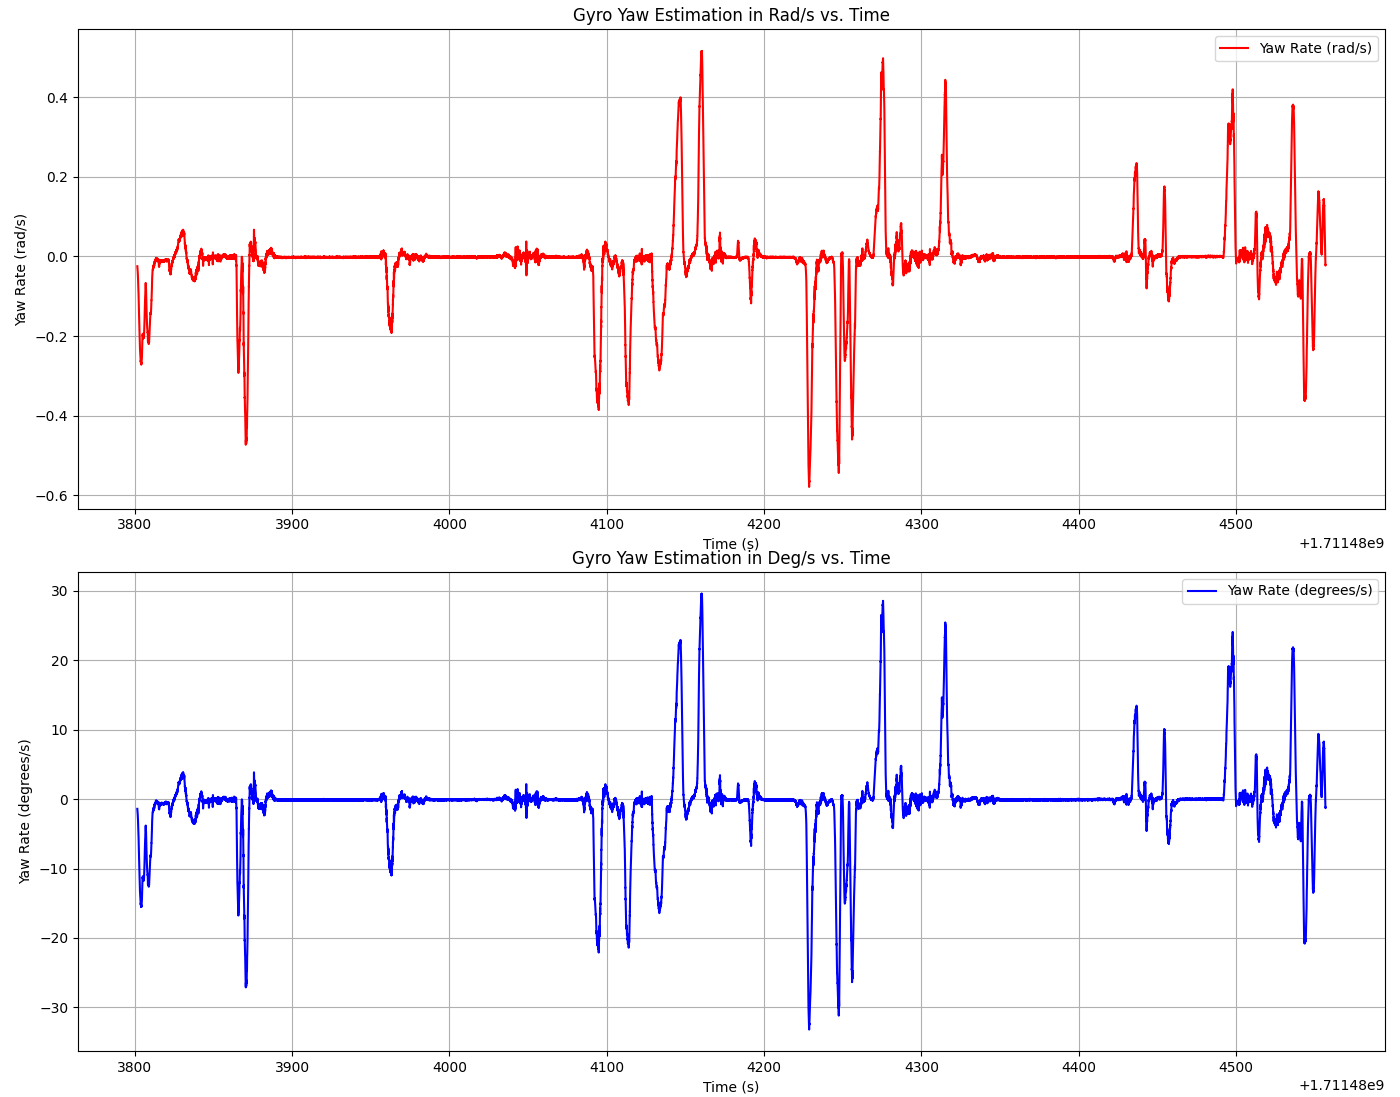 Gyro Yaw Estimation in Rad/s vs. Time
Yaw Rate (rad/s)
Yaw Rate (rad/s)
0.4
0.2
0.0
−0.2
−0.4
−0.6
3800 3900 4000 4100 4200 4300 4400 4500
Time (s)
+1.71148e9
Gyro Yaw Estimation in Deg/s vs. Time
Yaw Rate (degrees/s)
Yaw Rate (degrees/s)
30
20
10
0
−10
−20
−30
3800 3900 4000 4100 4200 4300 4400 4500
Time (s)
+1.71148e9